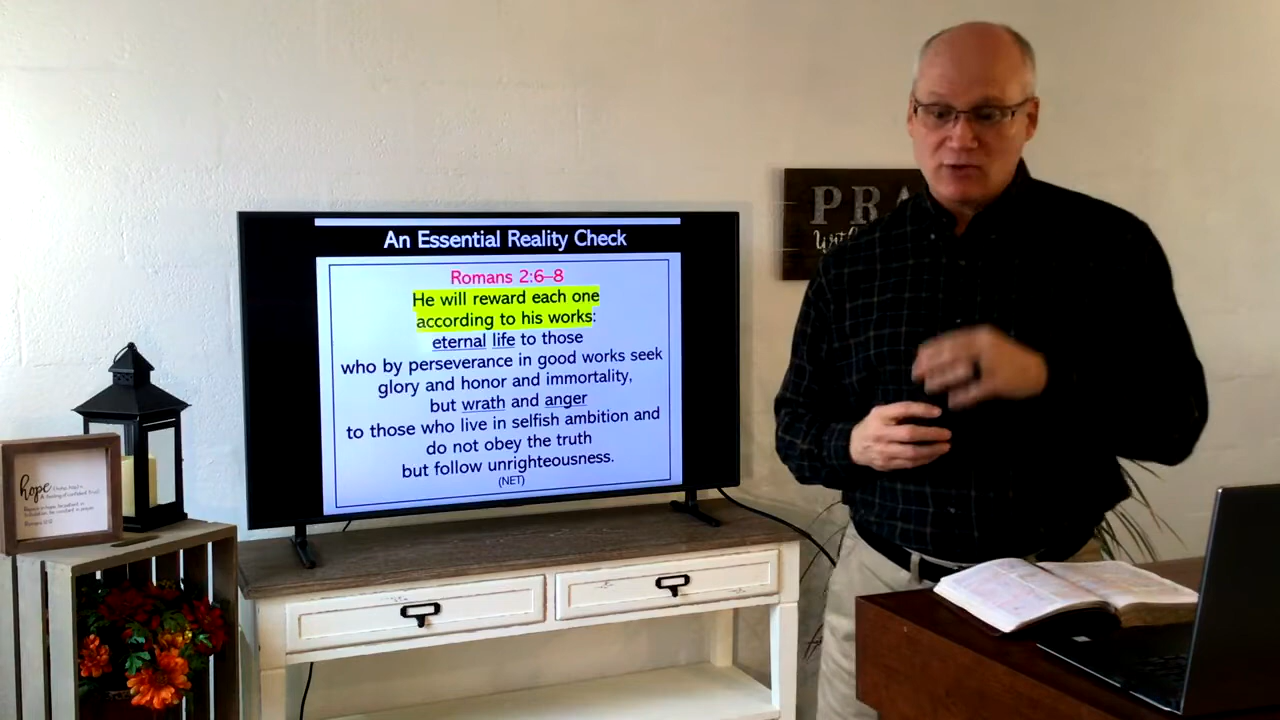 An Essential Reality Check
Romans 2:6–8
He will reward each one
according to his works:
eternal life to those
who by perseverance in good works seek
glory and honor and immortality,
but wrath and anger
to those who live in selfish ambition and
do not obey the truth
but follow unrighteousness.
(NET)
PRA
hope